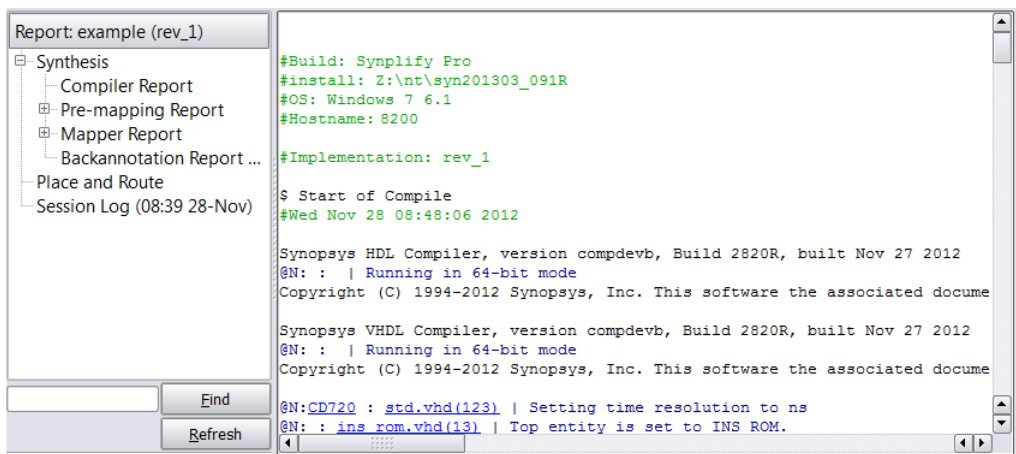 Report: example (rev_1)
Synthesis
Compiler Report
Pre-mapping Report
Mapper Report
Backannotation Report ...
Place and Route
Session Log (08:39 28-Nov)
Find
Refresh
#Build: Synplify Pro
#install: Z:\nt\syn201303_091R
#OS: Windows 7 6.1
#Hostname: 8200
#Implementation: rev_1
$ Start of Compile
#Wed Nov 28 08:48:06 2012
Synopsys HDL Compiler, version compdevb, Build 2820R, built Nov 27 2012
@N: :  | Running in 64-bit mode
Copyright (C) 1994-2012 Synopsys, Inc. This software the associated docume
Synopsys VHDL Compiler, version compdevb, Build 2820R, built Nov 27 2012
@N: :  | Running in 64-bit mode
Copyright (C) 1994-2012 Synopsys, Inc. This software the associated docume
@N:CD720 : std.vhd(123) | Setting time resolution to ns
@N: : ins_rom.vhd(13) | Top entity is set to INS_ROM.